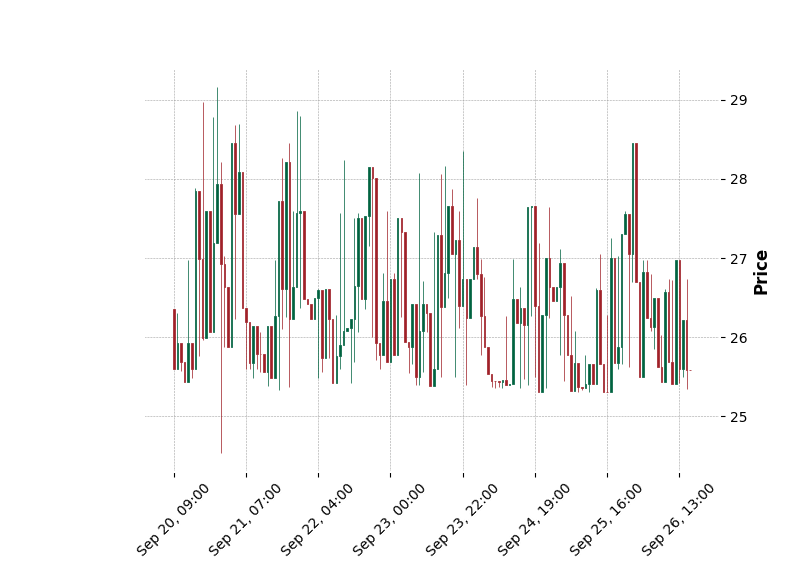 29
28
27
26
25
Price
Sep 20, 09:00
Sep 21, 07:00
Sep 22, 04:00
Sep 23, 00:00
Sep 23, 22:00
Sep 24, 19:00
Sep 25, 16:00
Sep 26, 13:00